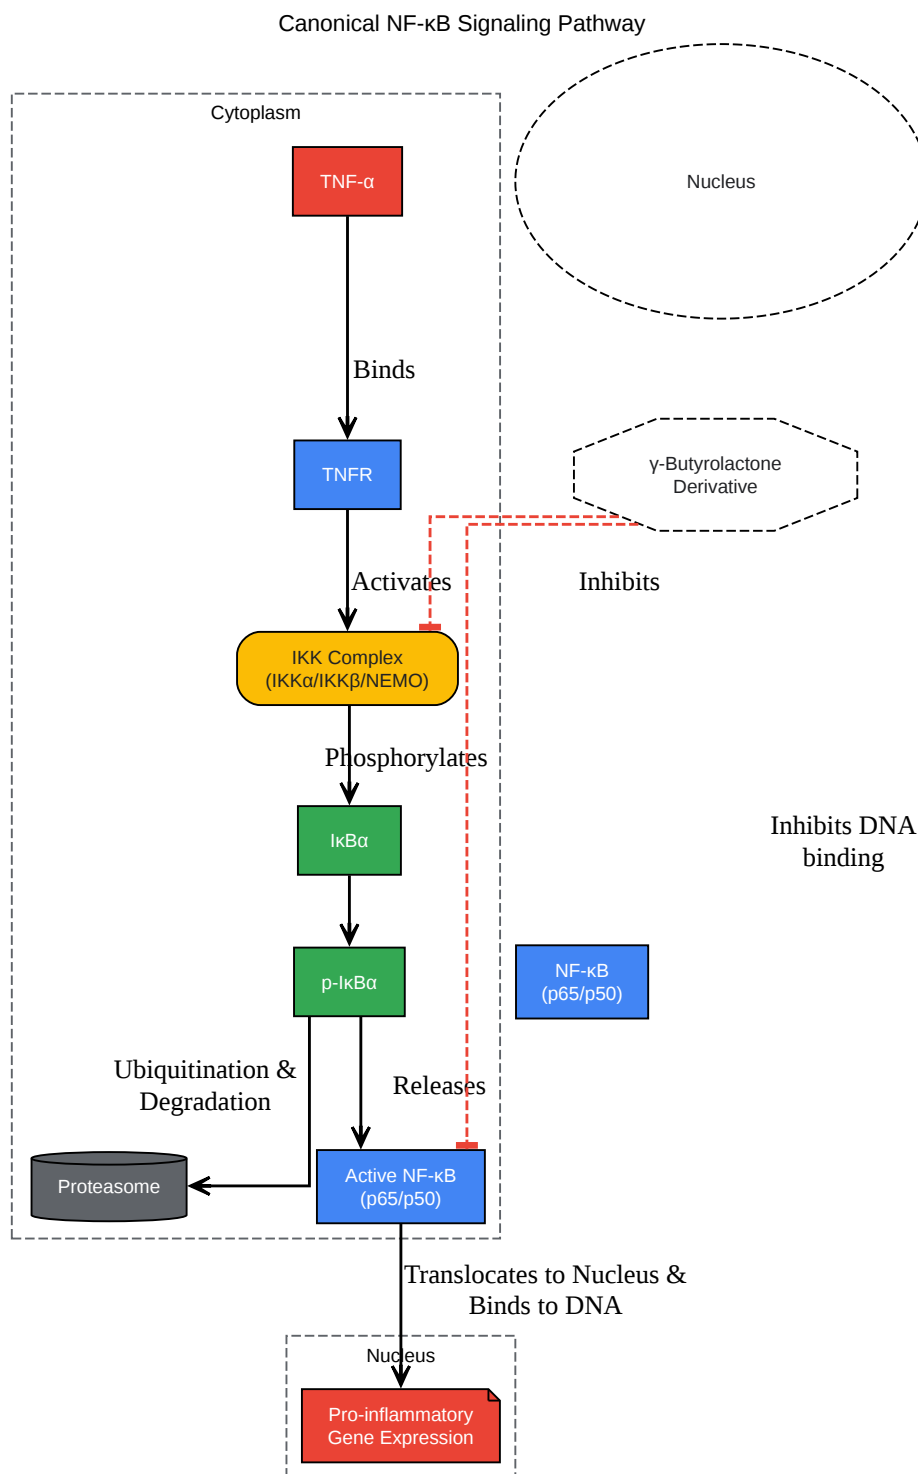 Canonical NF-κB Signaling Pathway
Cytoplasm
TNF-α
Nucleus
Binds
TNFR
γ-Butyrolactone
Derivative
Activates
Inhibits
IKK Complex
(IKKα/IKKβ/NEMO)
Phosphorylates
IκBα
Inhibits DNA
binding
p-IκBα
NF-κB
(p65/p50)
Ubiquitination &
Degradation
Releases
Proteasome
Active NF-κB
(p65/p50)
Translocates to Nucleus &
Binds to DNA
Nucleus
Pro-inflammatory
Gene Expression